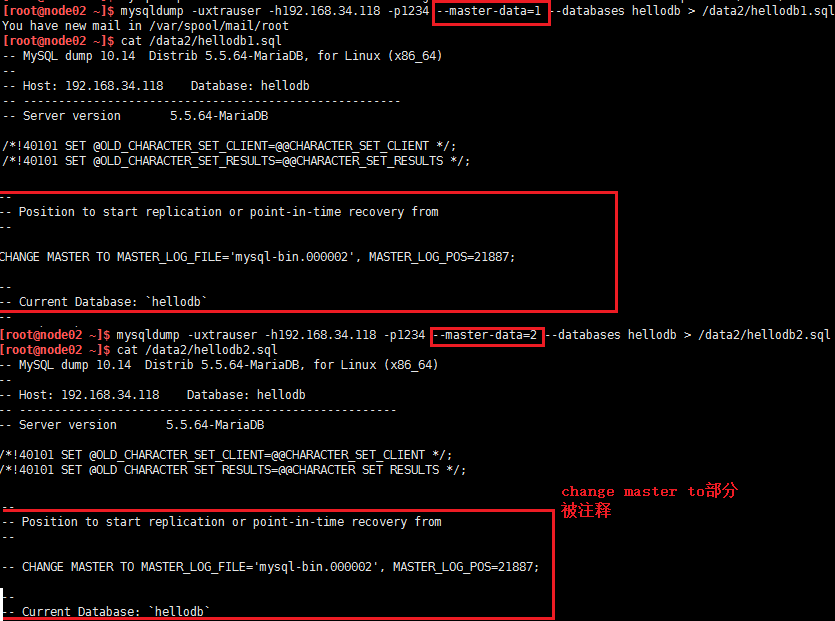 [root@node02 ~]$ mysqldump -uxtrauser -h192.168.34.118 -p1234 --master-data=1 --databases hellodb > /data2/hellodb1.sql
You have new mail in /var/spool/mail/root
[root@node02 ~]$ cat /data2/hellodb1.sql
-- MySQL dump 10.14  Distrib 5.5.64-MariaDB, for Linux (x86_64)
--
-- Host: 192.168.34.118    Database: hellodb
-- ------------------------------------------------------
-- Server version       5.5.64-MariaDB
/*!40101 SET @OLD_CHARACTER_SET_CLIENT=@@CHARACTER_SET_CLIENT */;
/*!40101 SET @OLD_CHARACTER_SET_RESULTS=@@CHARACTER_SET_RESULTS */;
--
-- Position to start replication or point-in-time recovery from
--
CHANGE MASTER TO MASTER_LOG_FILE='mysql-bin.000002', MASTER_LOG_POS=21887;
--
-- Current Database: `hellodb`
--
[root@node02 ~]$ mysqldump -uxtrauser -h192.168.34.118 -p1234 --master-data=2 --databases hellodb > /data2/hellodb2.sql
[root@node02 ~]$ cat /data2/hellodb2.sql
-- MySQL dump 10.14  Distrib 5.5.64-MariaDB, for Linux (x86_64)
--
-- Host: 192.168.34.118    Database: hellodb
-- ------------------------------------------------------
-- Server version       5.5.64-MariaDB
/*!40101 SET @OLD_CHARACTER_SET_CLIENT=@@CHARACTER_SET_CLIENT */;
/*!40101 SET @OLD_CHARACTER_SET_RESULTS=@@CHARACTER_SET_RESULTS */;
change master to部分
被注释
--
-- Position to start replication or point-in-time recovery from
--
-- CHANGE MASTER TO MASTER_LOG_FILE='mysql-bin.000002', MASTER_LOG_POS=21887;
--
-- Current Database: `hellodb`